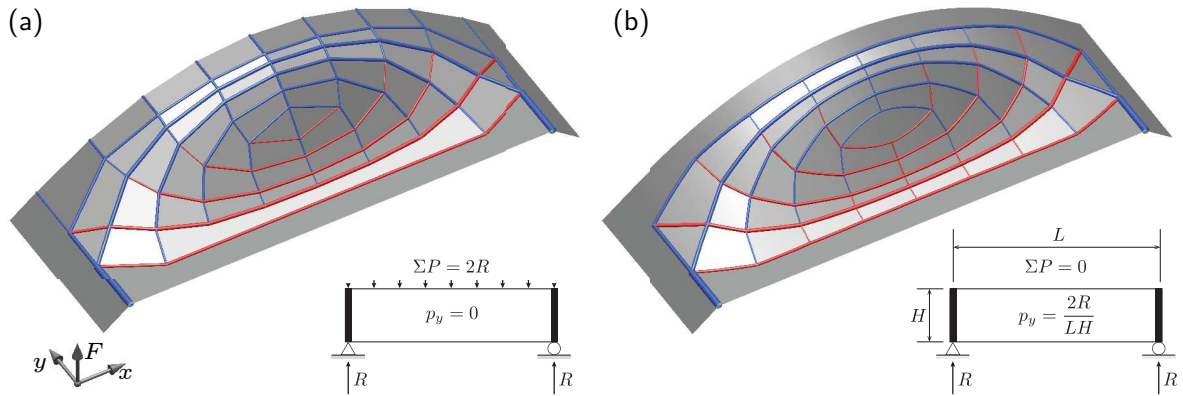 (a)
ΣP = 2R
p_y = 0
R
R
y
F
x
(b)
L
ΣP = 0
H
p_y = 2R/LH
R
R